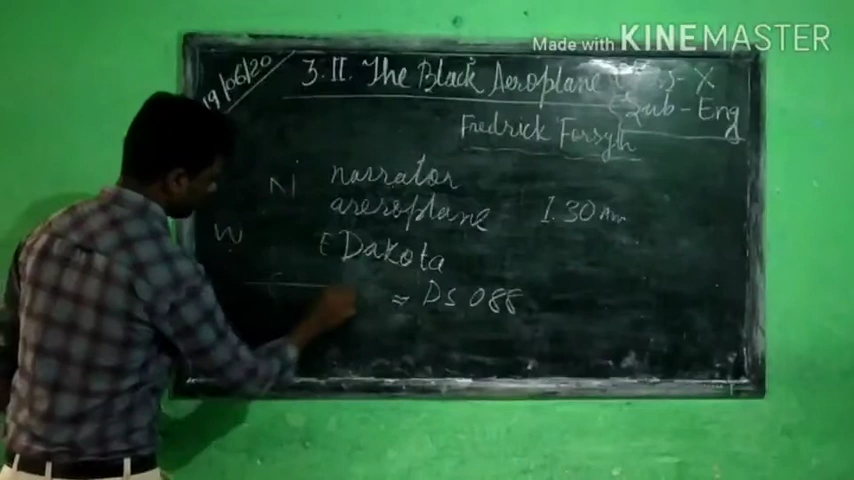 Made with KINEMASTER
19/06/20
3.II. The Black Aeroplane
- X
Sub - Eng
Fredrick Forsyth
N narrator
areroplane 1.30 Am
W
E Dakota
Ds 088